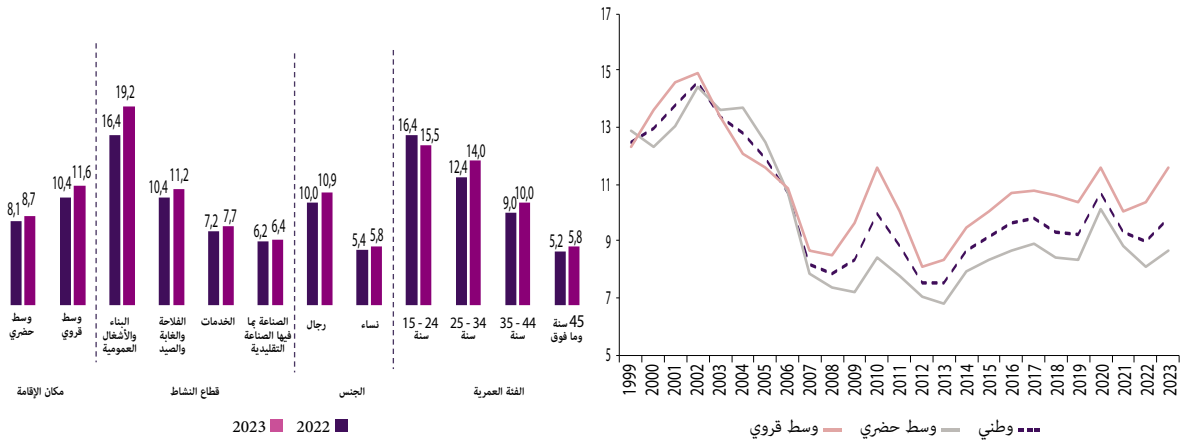 16,4
19,2
10,4
11,2
7,2
7,7
6,2
6,4
8,1
8,7
10,4
11,6
10,0
10,9
5,4
5,8
16,4
15,5
12,4
14,0
9,0
10,0
5,2
5,8
وسط
حضري
وسط
قروي
البناء
والأشغال
العمومية
الفلاحة
والغابة
والصيد
الخدمات
الصناعة بما
فيها الصناعة
التقليدية
رجال
نساء
15 - 24
سنة
25 - 34
سنة
35 - 44
سنة
45 سنة
وما فوق
مكان الإقامة
قطاع النشاط
الجنس
الفئة العمرية
2023
2022
17
15
13
11
9
7
5
1999
2000
2001
2002
2003
2004
2005
2006
2007
2008
2009
2010
2011
2012
2013
2014
2015
2016
2017
2018
2019
2020
2021
2022
2023
وطني
وسط حضري
وسط قروي